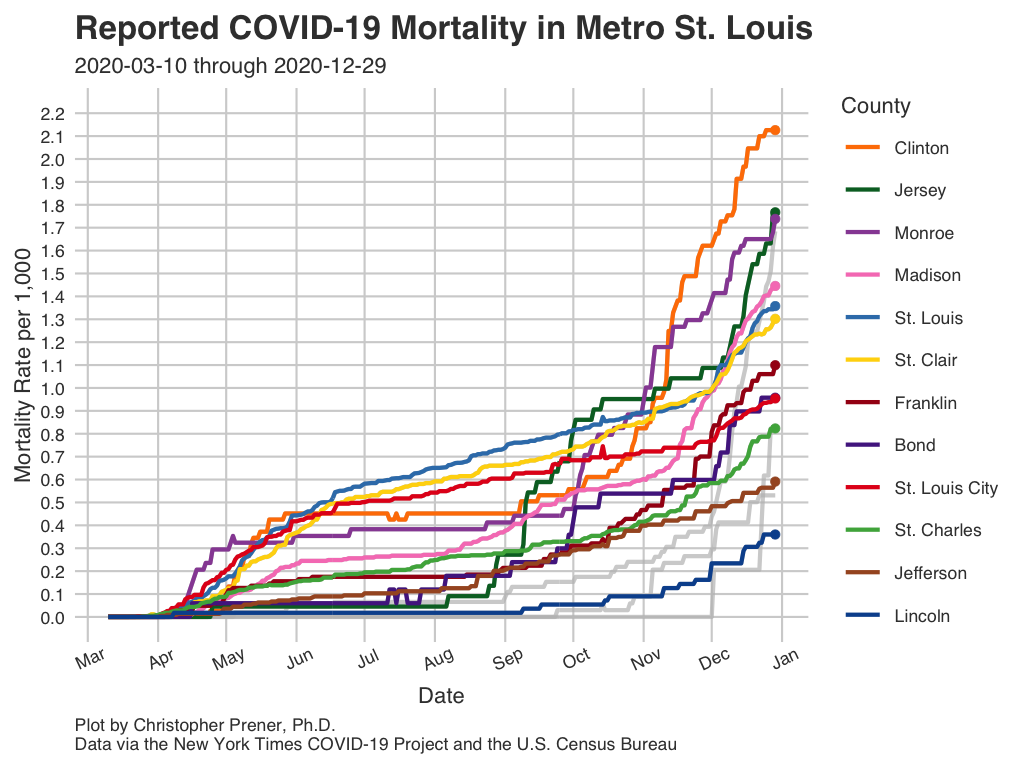 Reported COVID-19 Mortality in Metro St. Louis
2020-03-10 through 2020-12-29
Mortality Rate per 1,000
2.2
2.1
2.0
1.9
1.8
1.7
1.6
1.5
1.4
1.3
1.2
1.1
1.0
0.9
0.8
0.7
0.6
0.5
0.4
0.3
0.2
0.1
0.0
Mar Apr May Jun Jul Aug Sep Oct Nov Dec Jan
Date
County
Clinton
Jersey
Monroe
Madison
St. Louis
St. Clair
Franklin
Bond
St. Louis City
St. Charles
Jefferson
Lincoln
Plot by Christopher Prener, Ph.D.
Data via the New York Times COVID-19 Project and the U.S. Census Bureau